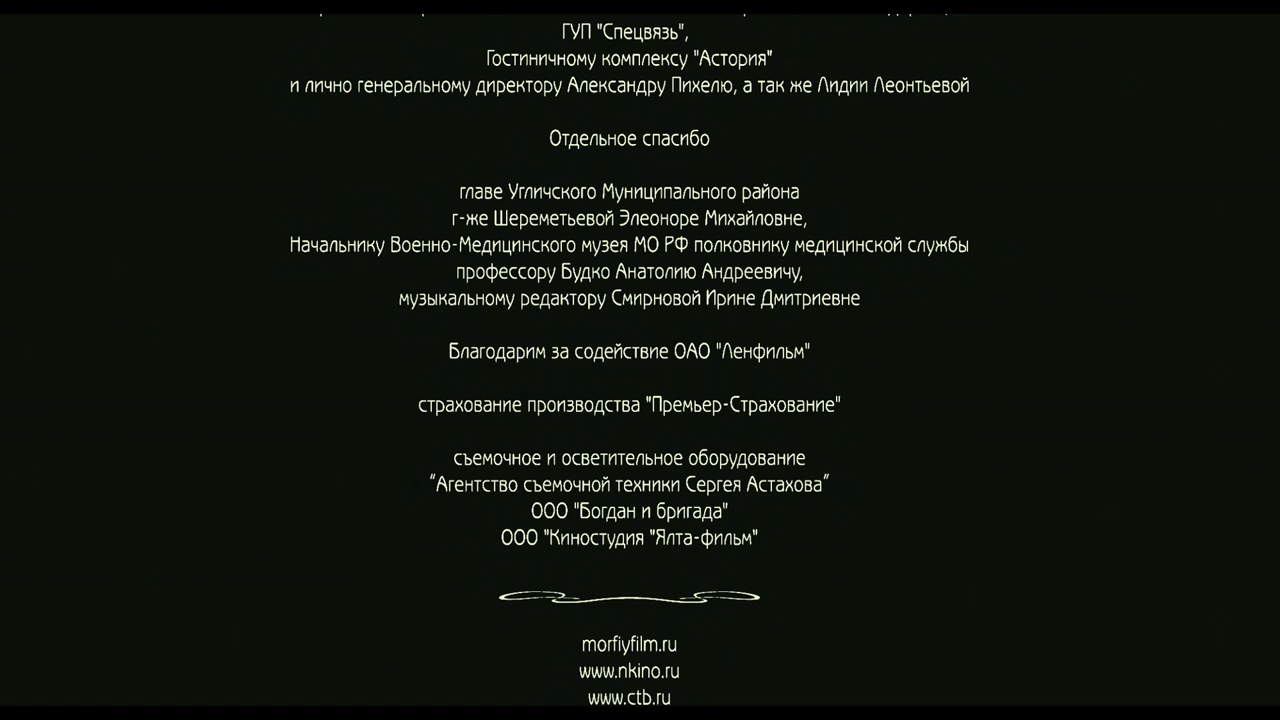 ГУП "Спецвязь",
Гостиничному комплексу "Астория"
и лично генеральному директору Александру Пихелю, а так же Лидии Леонтьевой
Отдельное спасибо
главе Угличского Муниципального района
г-же Шереметьевой Элеоноре Михайловне,
Начальнику Военно-Медицинского музея МО РФ полковнику медицинской службы
профессору Будко Анатолию Андреевичу,
музыкальному редактору Смирновой Ирине Дмитриевне
Благодарим за содействие ОАО "Ленфильм"
страхование производства "Премьер-Страхование"
съемочное и осветительное оборудование
“Агентство съемочной техники Сергея Астахова”
ООО "Богдан и бригада"
ООО "Киностудия "Ялта-фильм"
morfiyfilm.ru
www.nkino.ru
www.ctb.ru